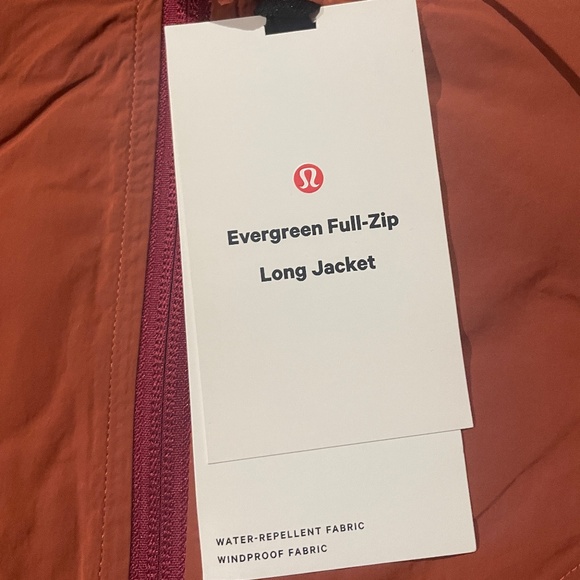 Evergreen Full-Zip
Long Jacket
WATER-REPELLENT FABRIC
WINDPROOF FABRIC